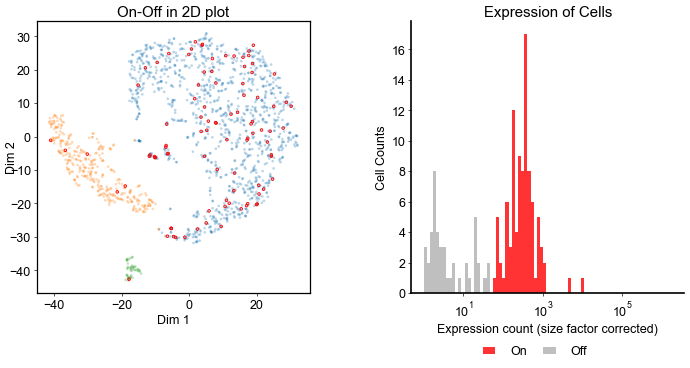 On-Off in 2D plot
Dim 2
30
20
10
0
−10
−20
−30
−40
−40 −20 0 20
Dim 1
Expression of Cells
Cell Counts
16
14
12
10
8
6
4
2
0
10^1 10^3 10^5
Expression count (size factor corrected)
On Off